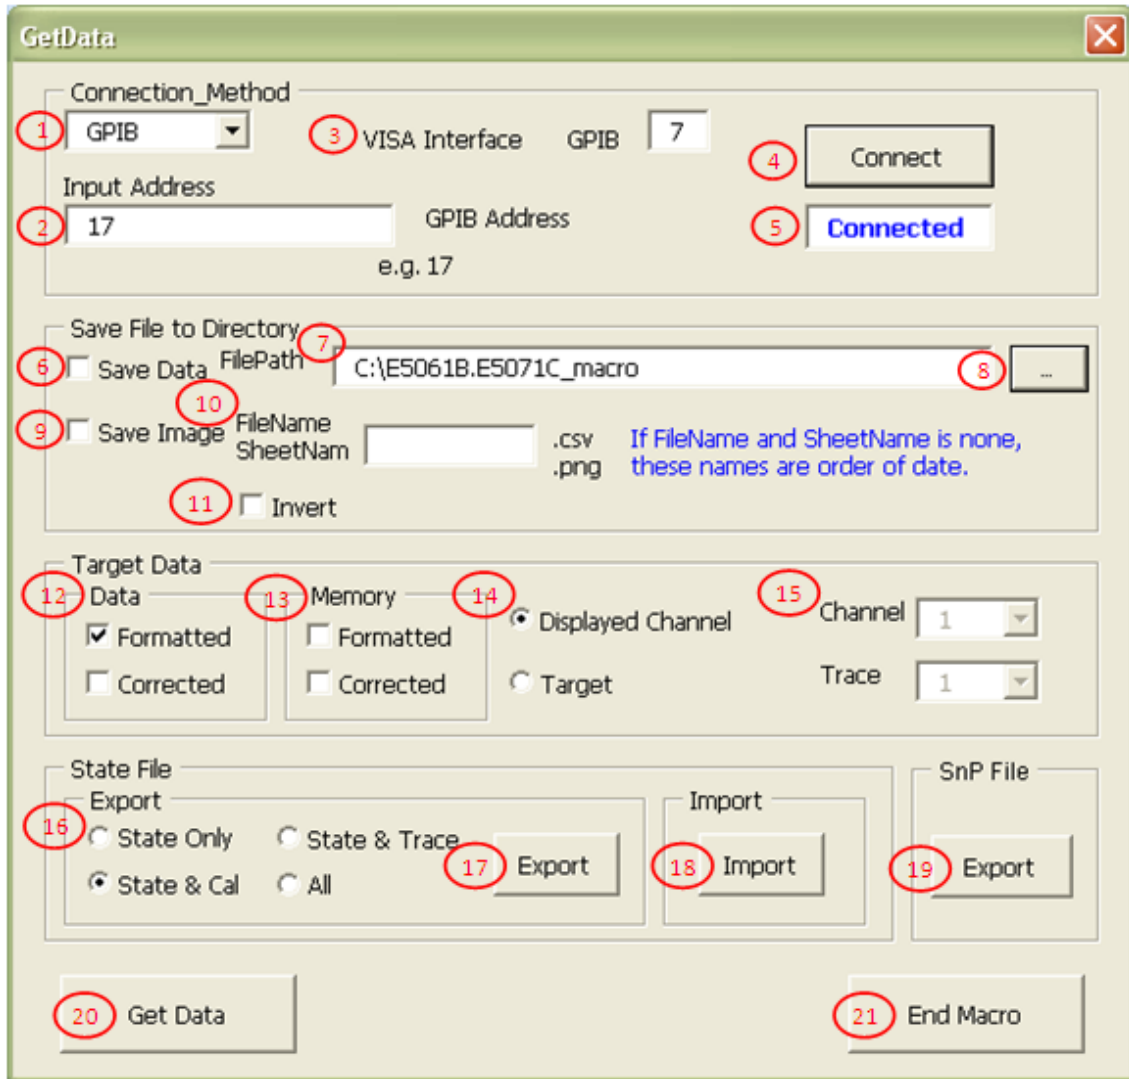 GetData
Connection_Method
1 GPIB 3 VISA Interface GPIB 7
4 Connect
Input Address
2 17 GPIB Address 5 Connected
e.g. 17
Save File to Directory
6 Save Data FilePath 7 C:\E5061B.E5071C_macro 8 ...
10
9 Save Image FileName .csv If FileName and SheetName is none,
SheetNam .png these names are order of date.
11 Invert
Target Data
12 Data 13 Memory 14 15
Formatted Formatted Displayed Channel Channel 1
Corrected Corrected Target Trace 1
State File SnP File
Export Import
16 State Only State & Trace
17 Export 18 Import 19 Export
State & Cal All
20 Get Data 21 End Macro